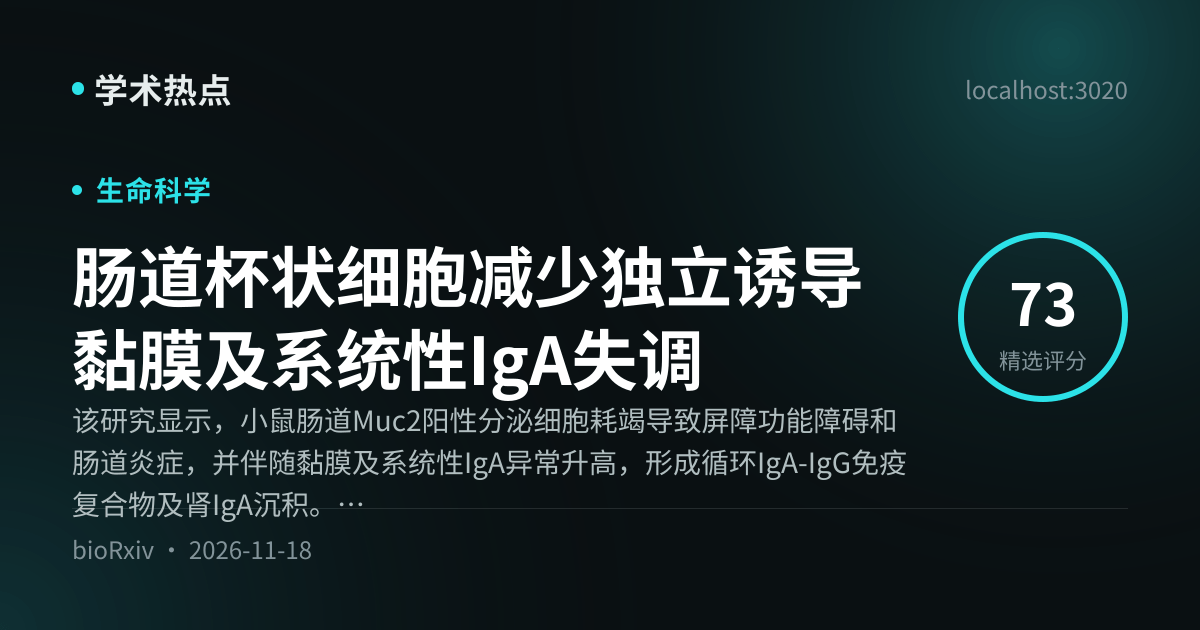 学术热点
localhost:3020
生命科学
肠道杯状细胞减少独立诱导
黏膜及系统性IgA失调
73
精选评分
该研究显示，小鼠肠道Muc2阳性分泌细胞耗竭导致屏障功能障碍和
肠道炎症，并伴随黏膜及系统性IgA异常升高，形成循环IgA-IgG免疫
复合物及肾IgA沉积。…
bioRxiv • 2026-11-18